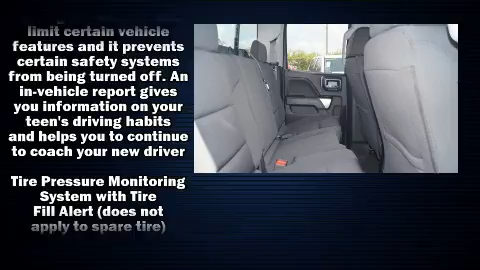 limit certain vehicle
features and it prevents
certain safety systems
from being turned off. An
in-vehicle report gives
you information on your
teen's driving habits
and helps you to continue
to coach your new driver
Tire Pressure Monitoring
System with Tire
Fill Alert (does not
apply to spare tire)